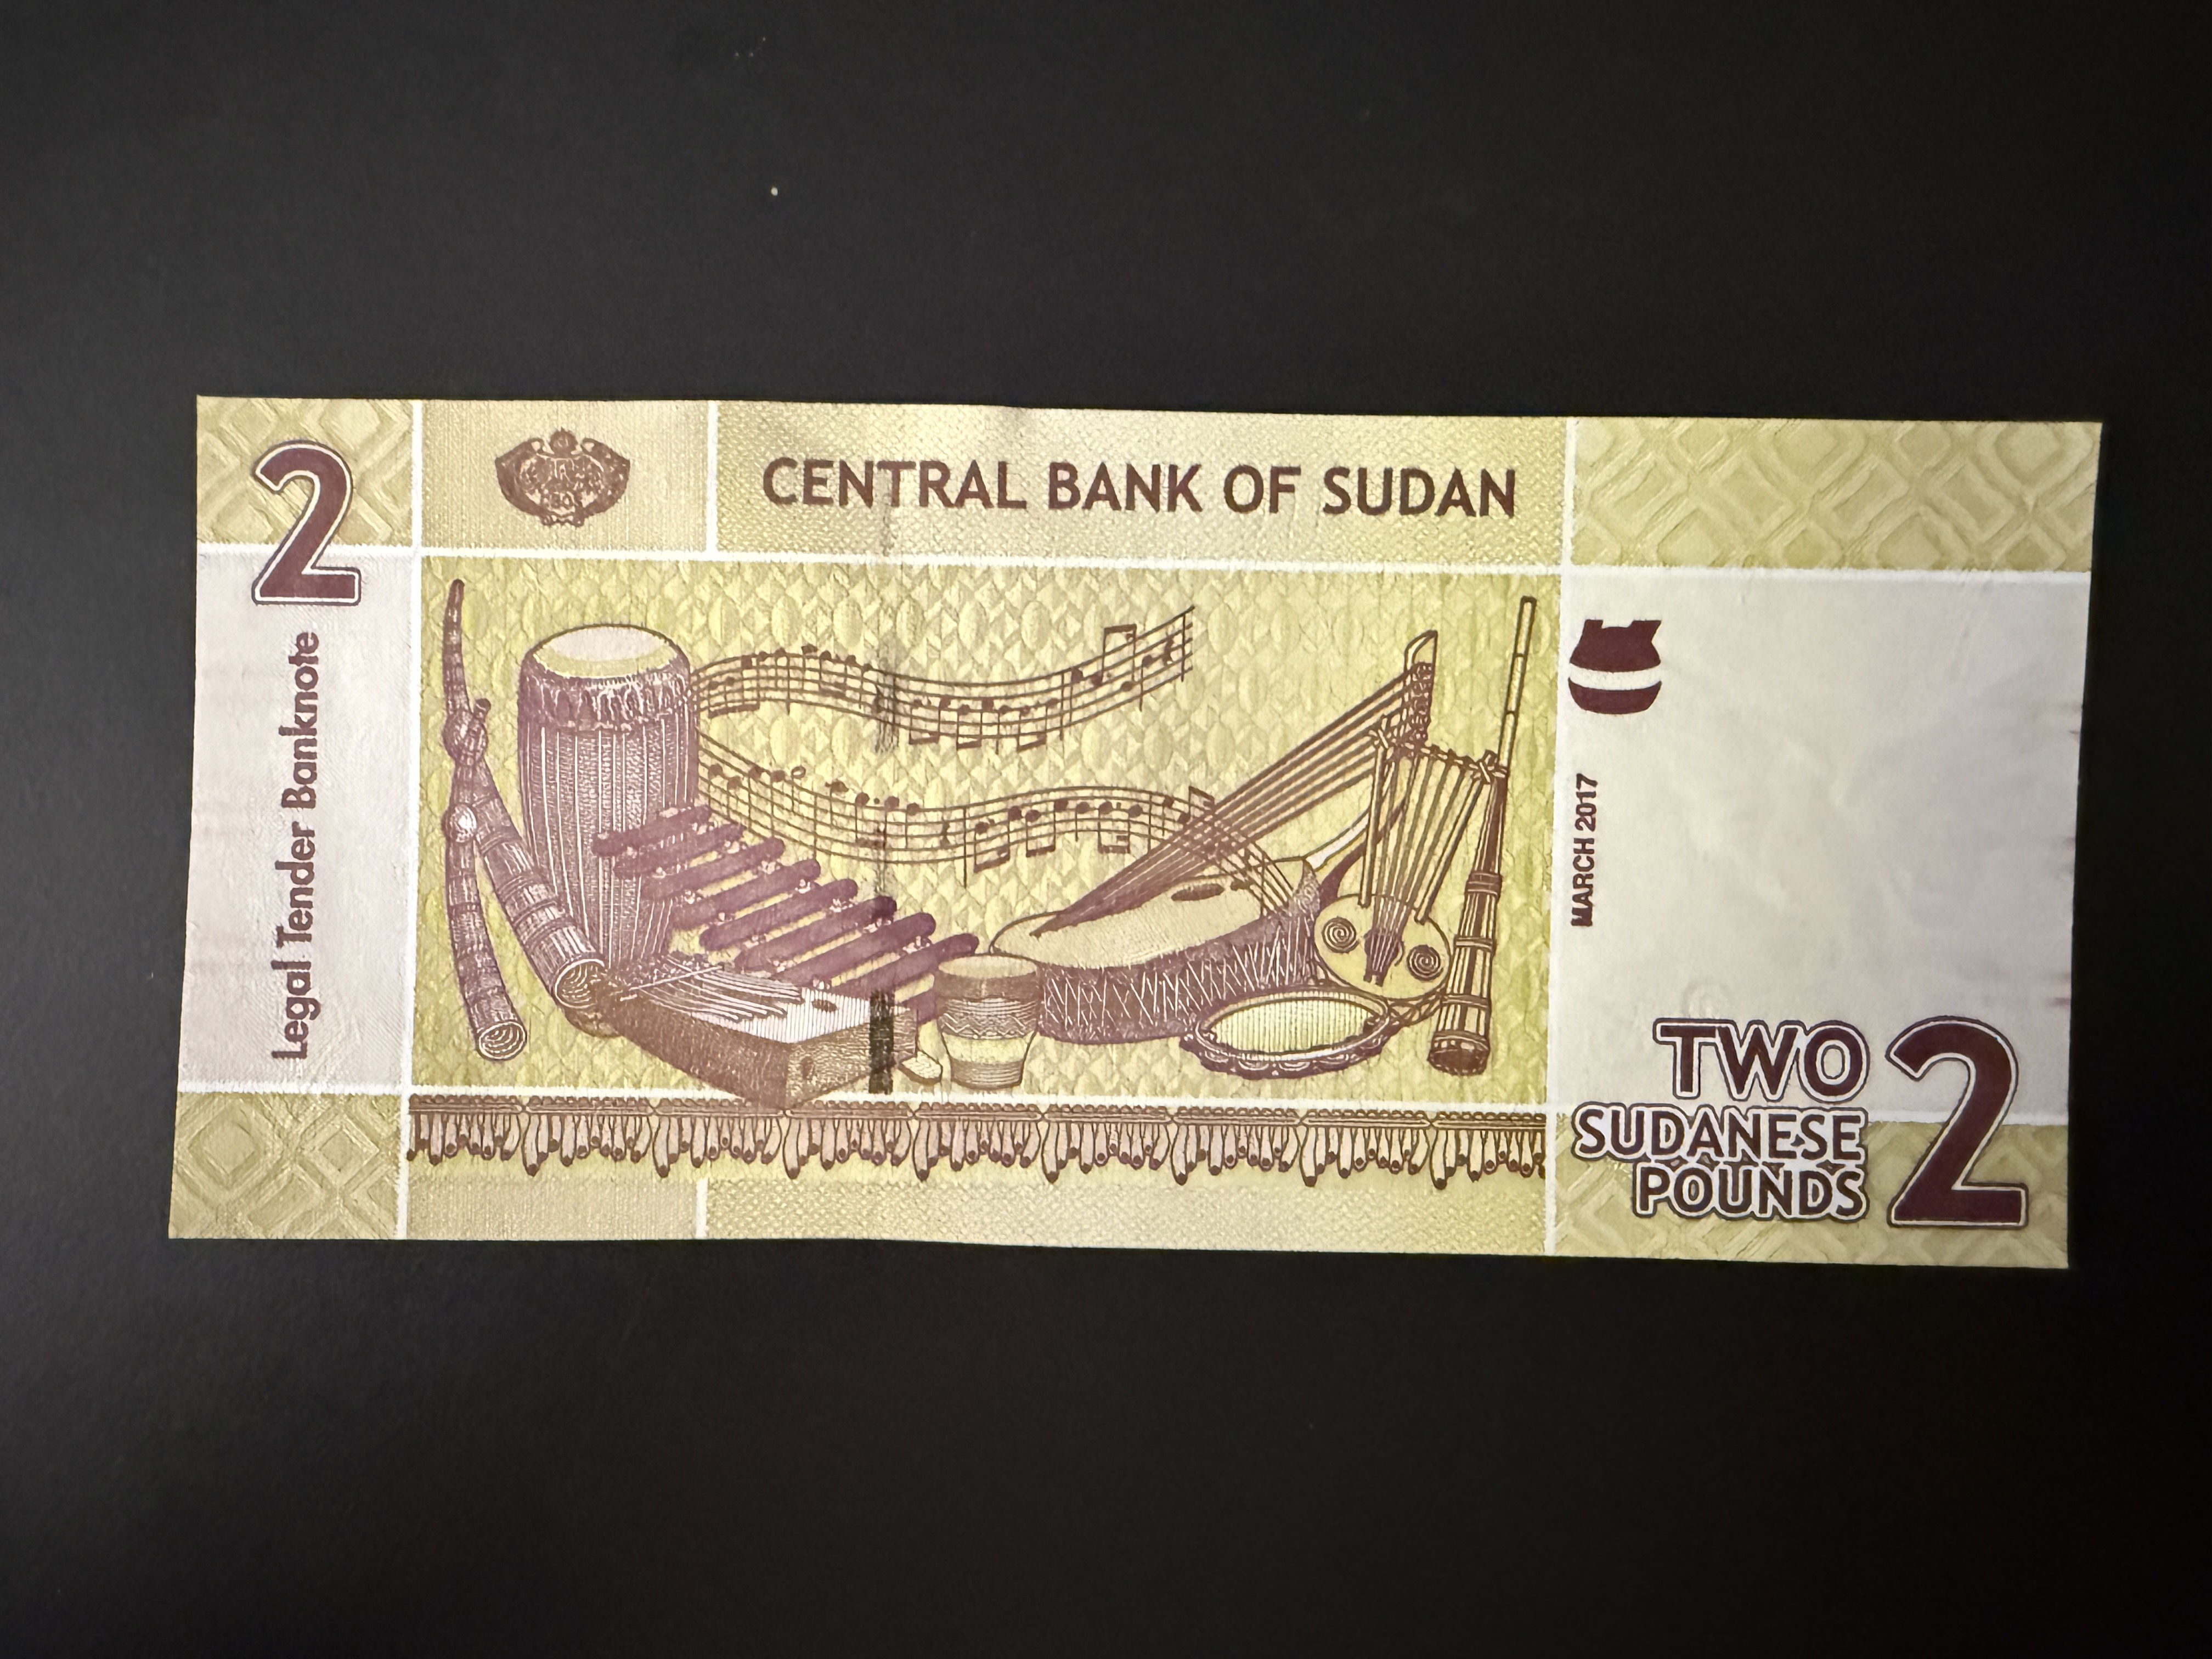 2
CENTRAL BANK OF SUDAN
Legal Tender Banknote
MARCH 2017
TWO
SUDANESE
POUNDS
2